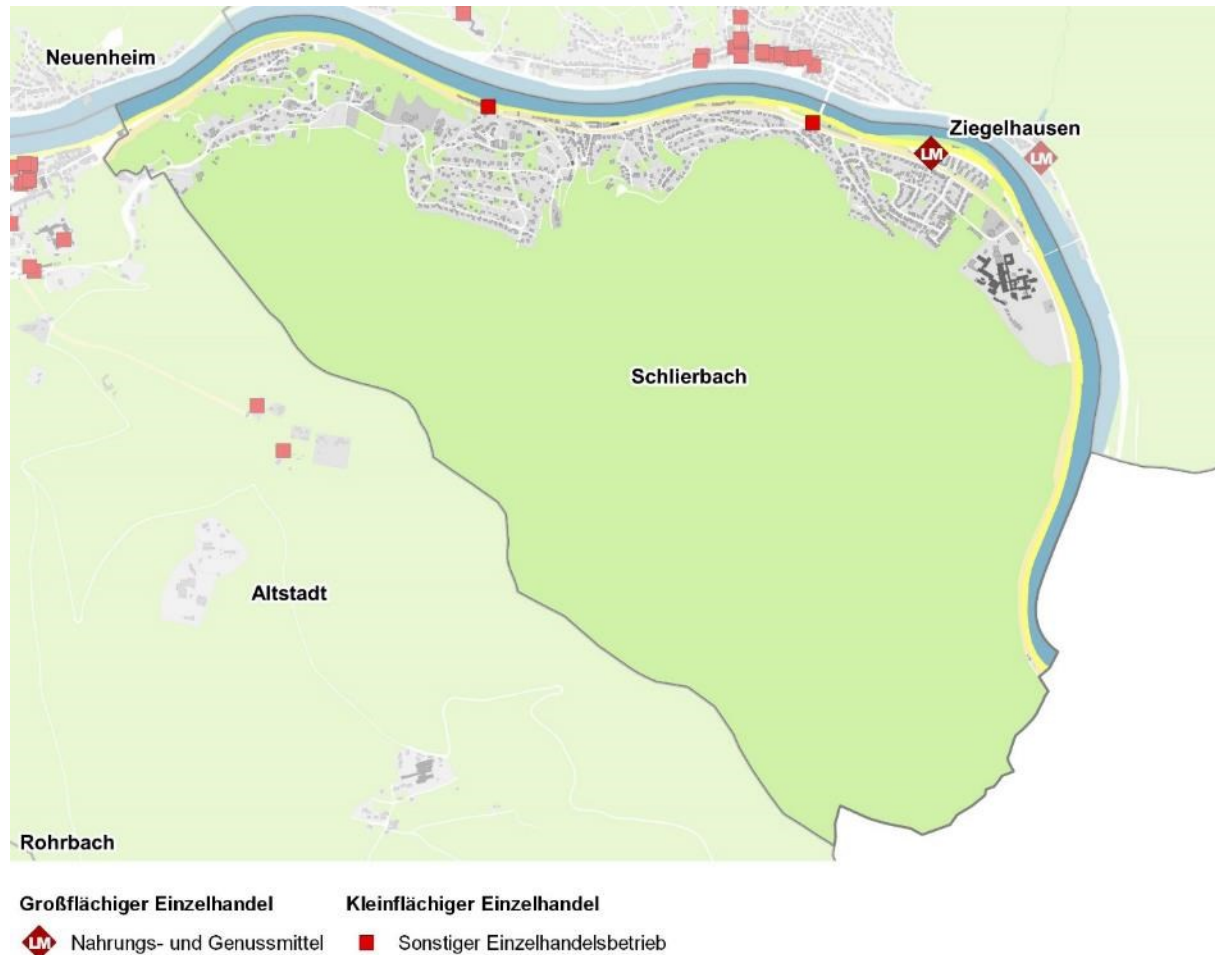 Neuenheim
Ziegelhausen
LM
LM
Schlierbach
Altstadt
Rohrbach
Großflächiger Einzelhandel Kleinflächiger Einzelhandel
LM Nahrungs- und Genussmittel Sonstiger Einzelhandelsbetrieb